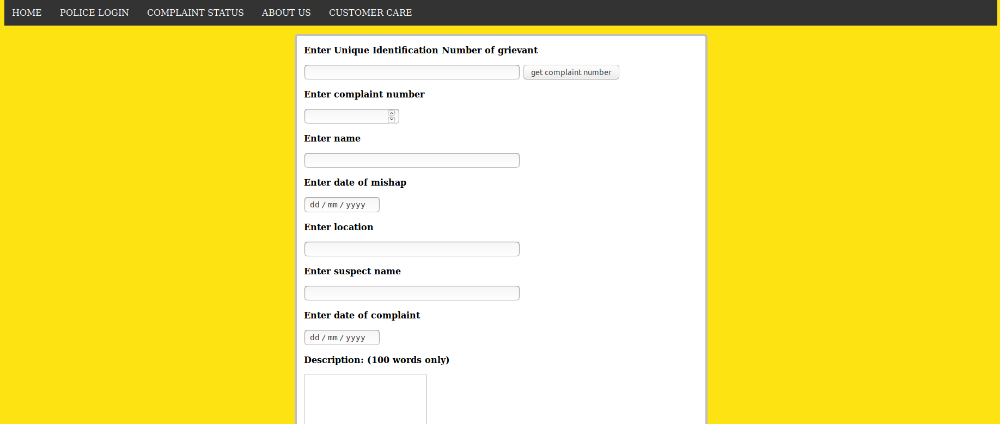 HOME POLICE LOGIN COMPLAINT STATUS ABOUT US CUSTOMER CARE
Enter Unique Identification Number of grievant
get complaint number
Enter complaint number
Enter name
Enter date of mishap
dd / mm / yyyy
Enter location
Enter suspect name
Enter date of complaint
dd / mm / yyyy
Description: (100 words only)